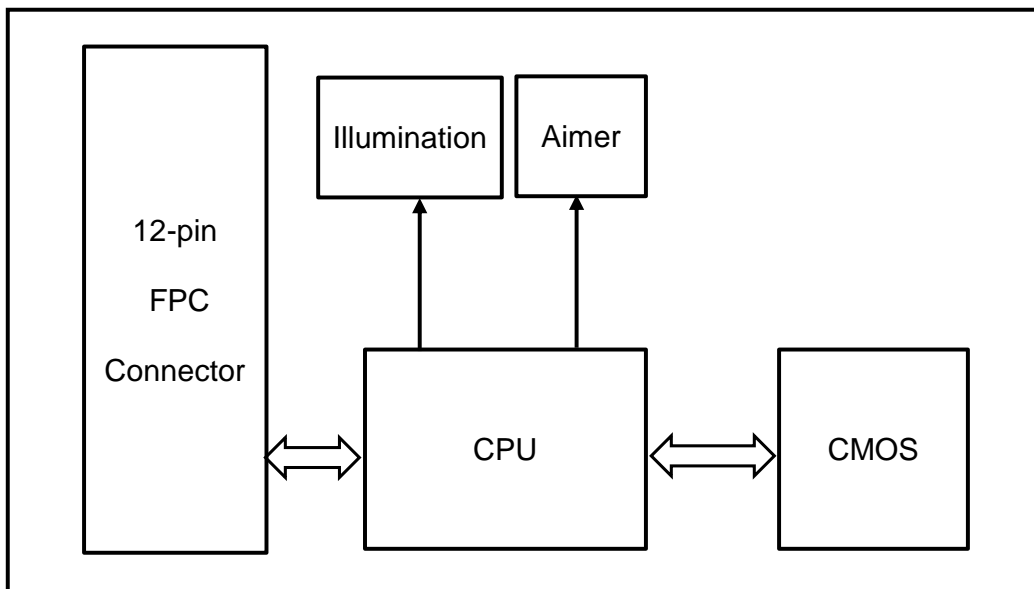 12-pin
FPC
Connector
Illumination
Aimer
CPU
CMOS